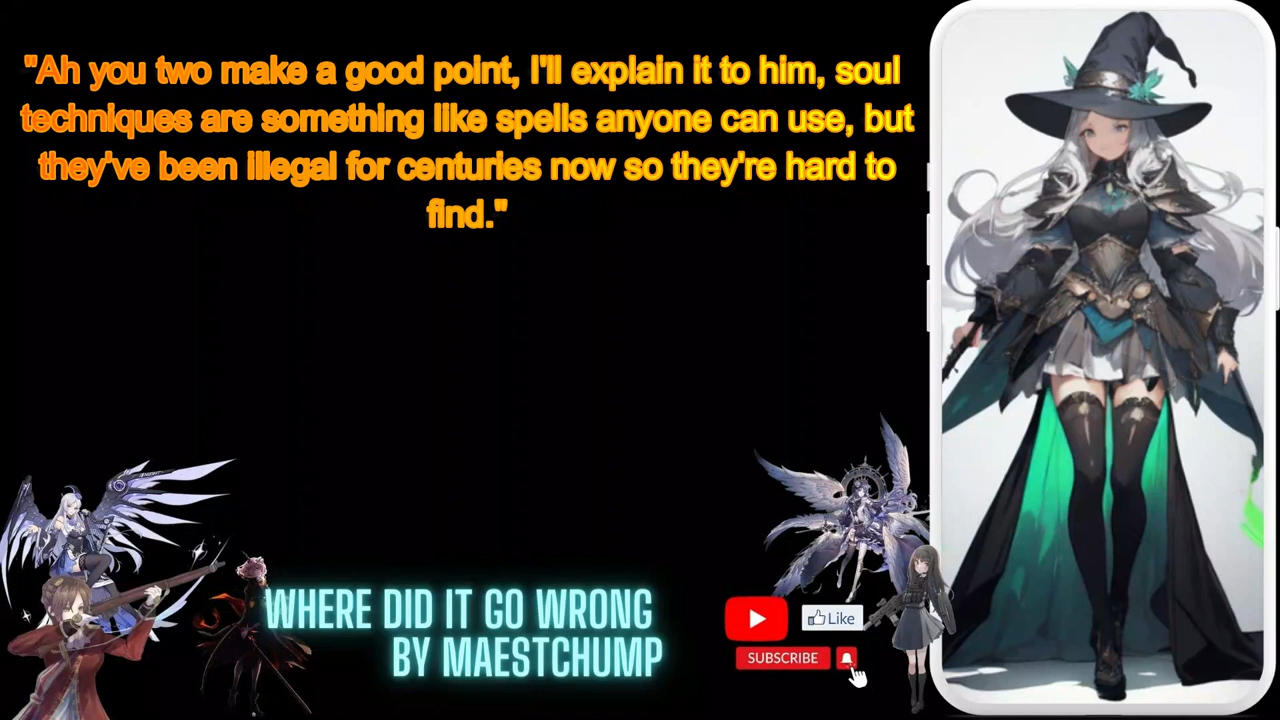 "Ah you two make a good point, I'll explain it to him, soul
techniques are something like spells anyone can use, but
they've been illegal for centuries now so they're hard to
find."
WHERE DID IT GO WRONG
BY MAESTCHUMP
Like
SUBSCRIBE